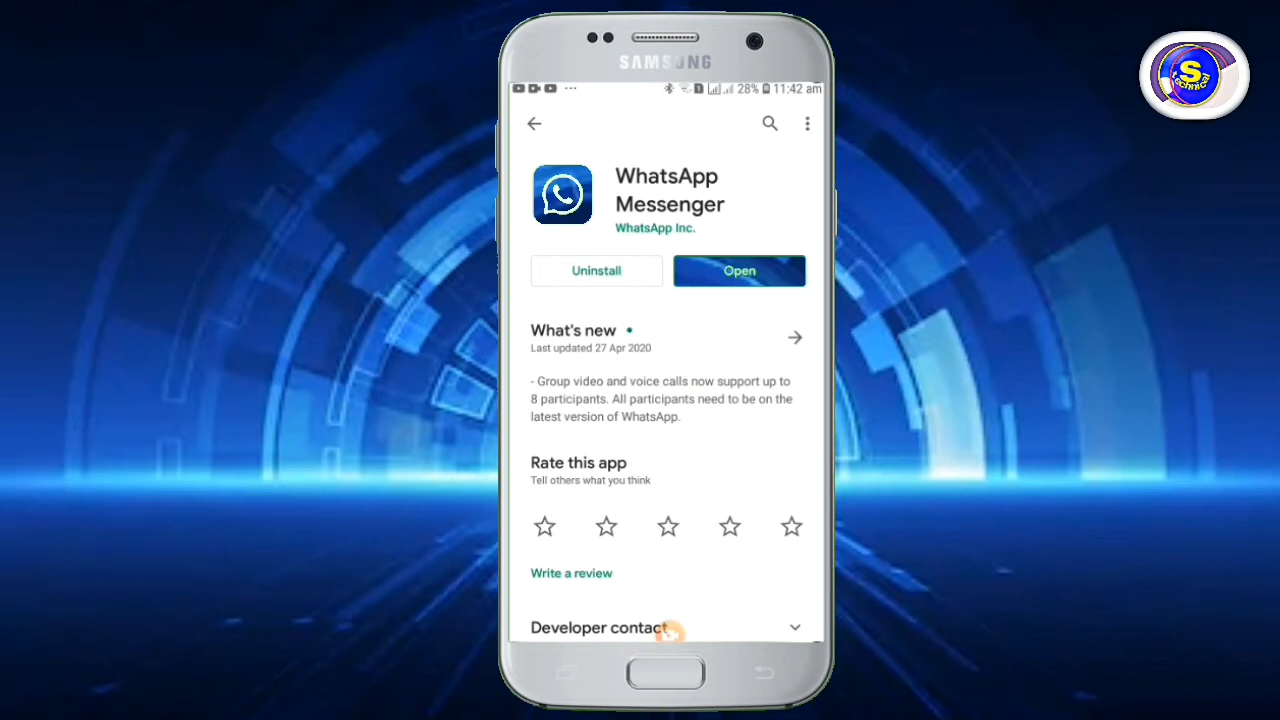 SAMSUNG
28% 11:42 am
S
Technical
WhatsApp
Messenger
WhatsApp Inc.
Uninstall
Open
What's new
Last updated 27 Apr 2020
- Group video and voice calls now support up to
8 participants. All participants need to be on the
latest version of WhatsApp.
Rate this app
Tell others what you think
Write a review
Developer contact